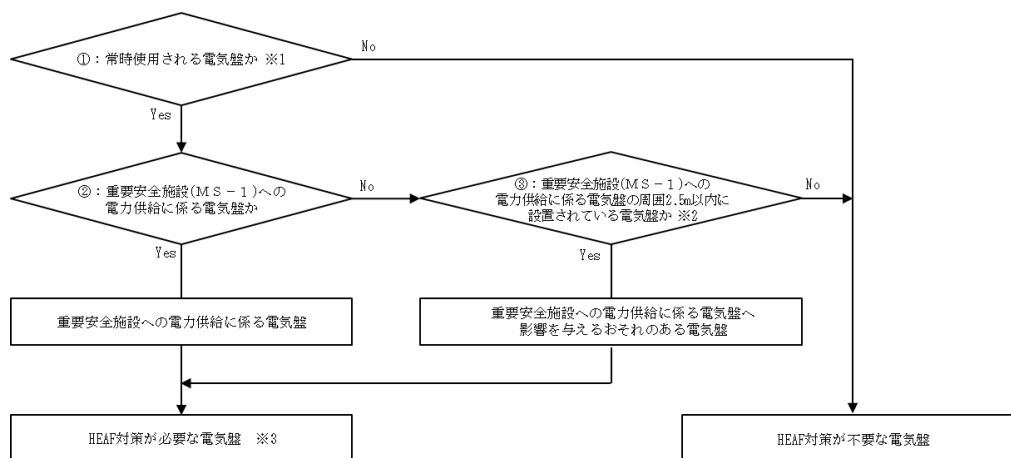 ①：常時使用される電気盤か ※1
No
Yes
②：重要安全施設(ＭＳ－１)への
電力供給に係る電気盤か
No
③：重要安全施設(ＭＳ－１)への
電力供給に係る電気盤の周囲2.5m以内に
設置されている電気盤か ※2
No
Yes
Yes
重要安全施設への電力供給に係る電気盤
重要安全施設への電力供給に係る電気盤へ
影響を与えるおそれのある電気盤
HEAF対策が必要な電気盤　※3
HEAF対策が不要な電気盤